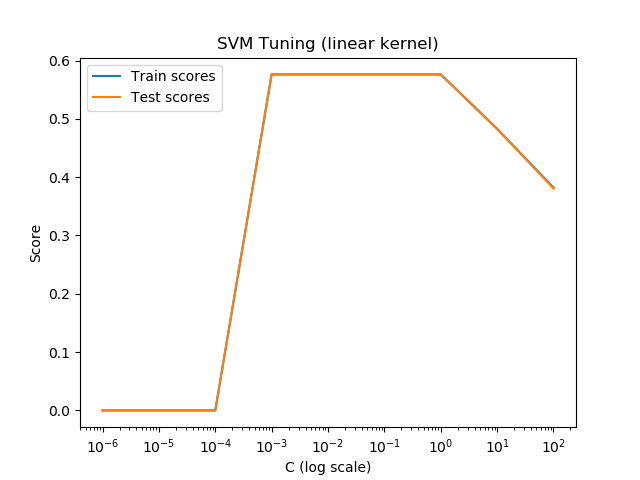 SVM Tuning (linear kernel)
Train scores
Test scores
Score
0.6
0.5
0.4
0.3
0.2
0.1
0.0
10⁻⁶ 10⁻⁵ 10⁻⁴ 10⁻³ 10⁻² 10⁻¹ 10⁰ 10¹ 10²
C (log scale)